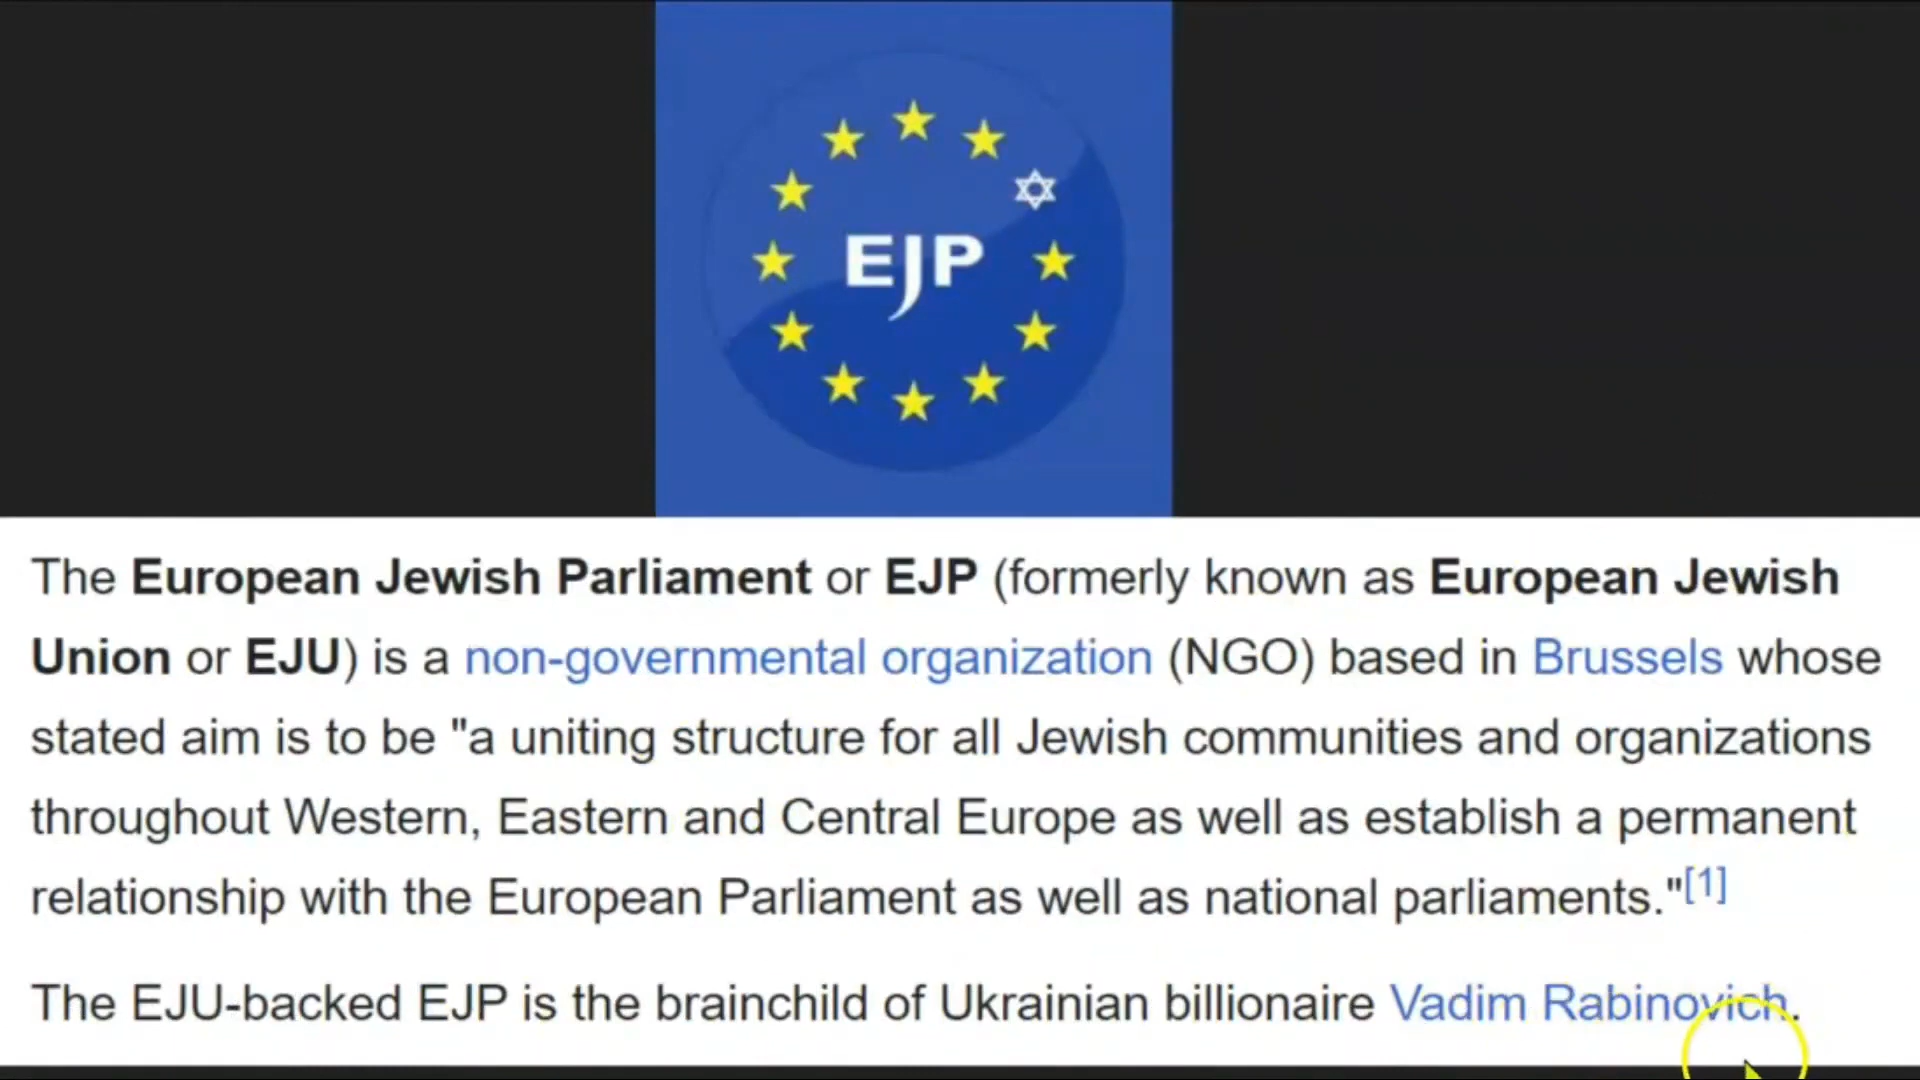 EJP
The European Jewish Parliament or EJP (formerly known as European Jewish
Union or EJU) is a non-governmental organization (NGO) based in Brussels whose
stated aim is to be "a uniting structure for all Jewish communities and organizations
throughout Western, Eastern and Central Europe as well as establish a permanent
relationship with the European Parliament as well as national parliaments."[1]
The EJU-backed EJP is the brainchild of Ukrainian billionaire Vadim Rabinovich.